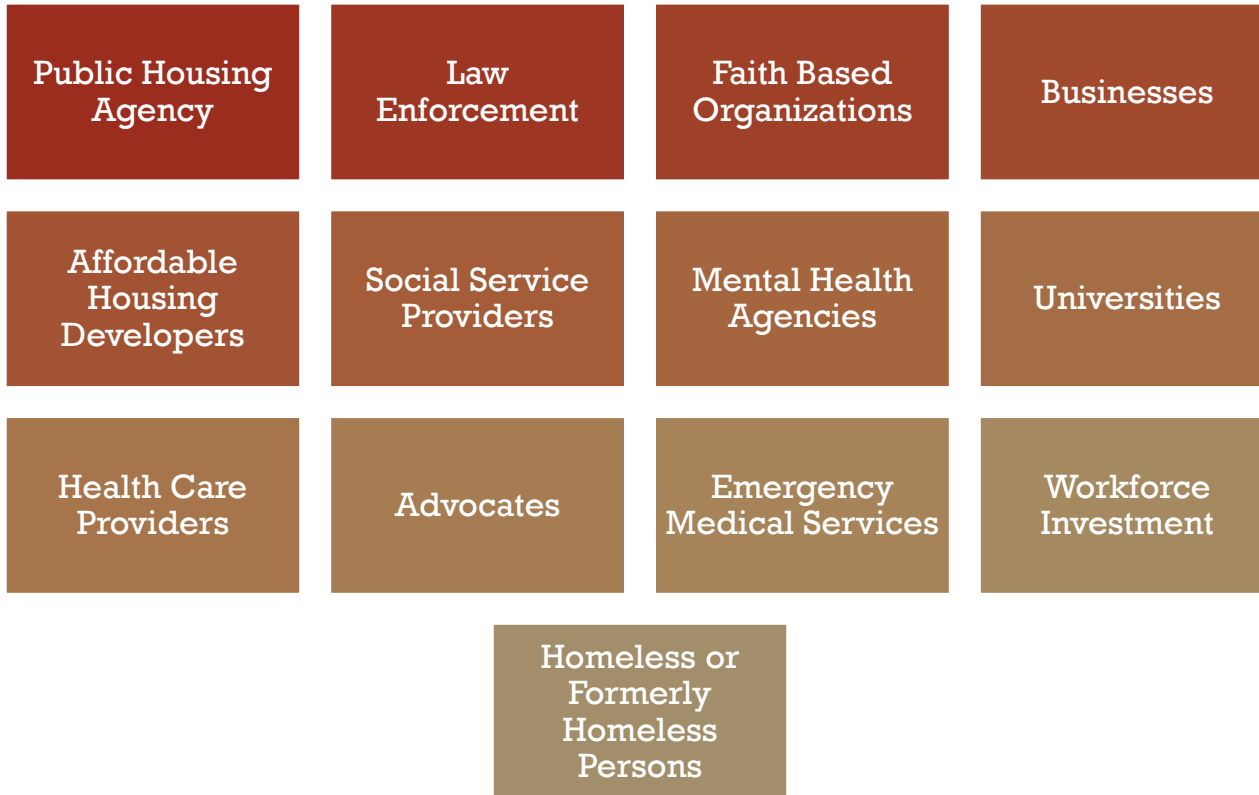 Public Housing
Agency
Law
Enforcement
Faith Based
Organizations
Businesses
Affordable
Housing
Developers
Social Service
Providers
Mental Health
Agencies
Universities
Health Care
Providers
Advocates
Emergency
Medical Services
Workforce
Investment
Homeless or
Formerly
Homeless
Persons